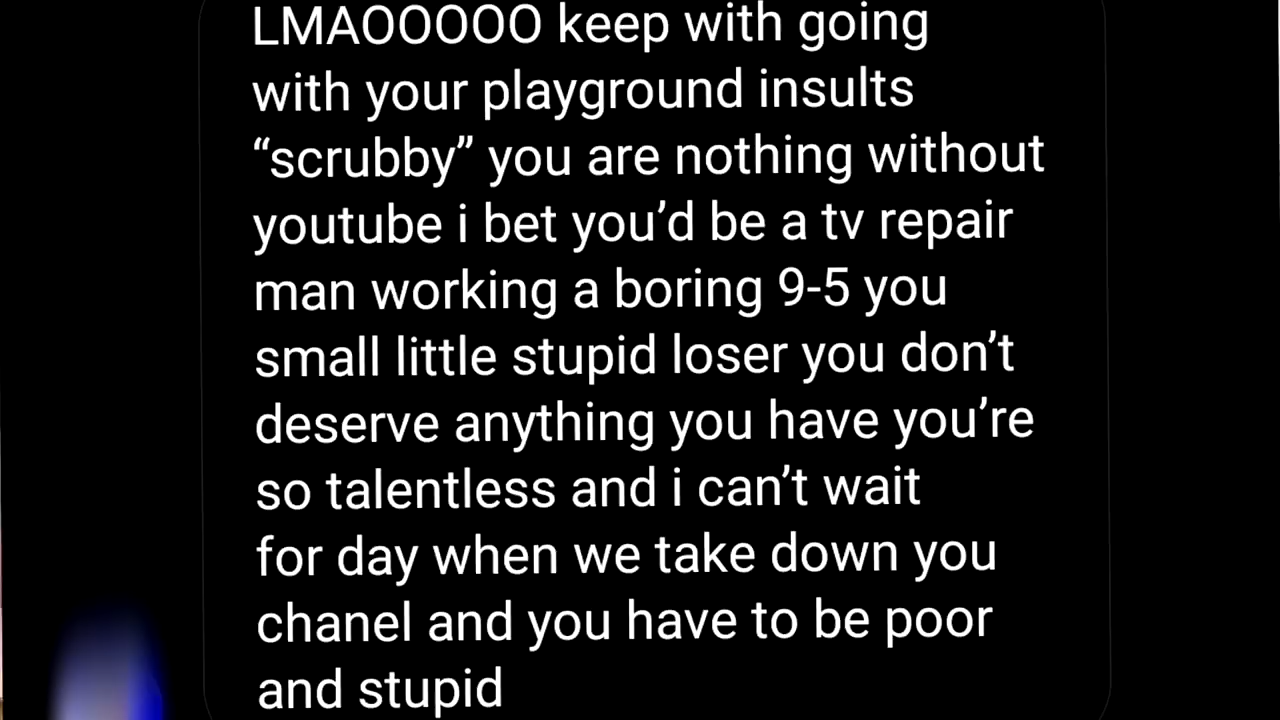 LMAOOOOO keep with going
with your playground insults
“scrubby” you are nothing without
youtube i bet you’d be a tv repair
man working a boring 9-5 you
small little stupid loser you don’t
deserve anything you have you’re
so talentless and i can’t wait
for day when we take down you
chanel and you have to be poor
and stupid